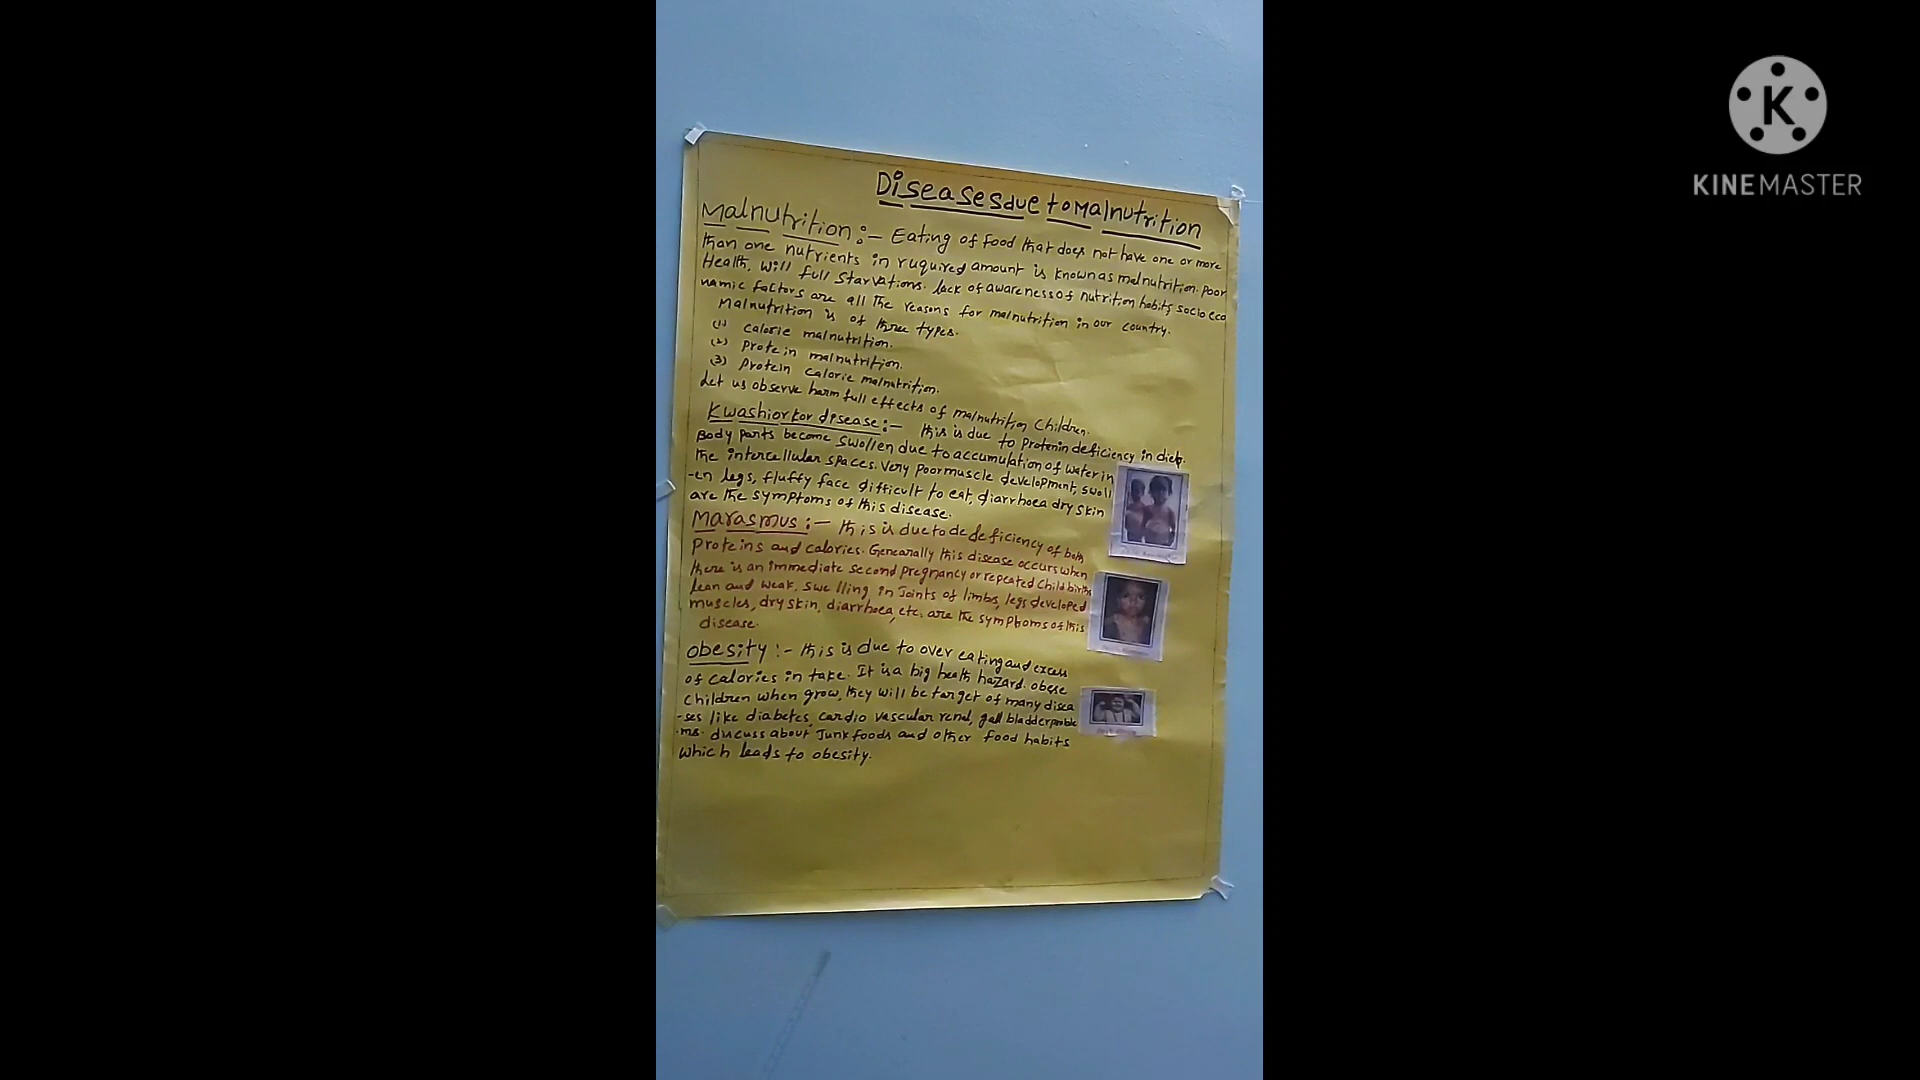 Diseases due to Malnutrition
Malnutrition :- Eating of food that does not have one or more
than one nutrients in ruquired amount is known as malnutrition. Poor
Health, will full starvations. lack of awareness of nutrition habits socio eco
namic factors are all the reasons for malnutrition in our country.
Malnutrition is of three types.
(1) calorie malnutrition.
(2) Protein malnutrition.
(3) Protein calorie malnutrition.
Let us observe harm full effects of malnutrition Children.
Kwashiorkor disease :- This is due to Protenin deficiency in diet.
Body parts become swollen due to accumulation of water in
the intercellular spaces. Very poor muscle development, swoll
-en legs, fluffy face difficult to eat, diarrhoea dry skin
are the symptoms of this disease.
Marasmus :- This is due to de deficiency of both
Proteins and calories. Genearally this disease occurs when
there is an immediate second pregnancy or repeated Child births
lean and weak, swelling in Joints of limbs, legs developed
muscles, dry skin, diarrhoea, etc. are the symptoms of this
disease.
obesity :- This is due to over eating and excess
of calories in take. It is a big health hazard. obese
Children when grow, they will be target of many disea
-ses like diabetes, cardio vascular renal, gall bladder proble
-ms. discuss about Junk foods and other food habits
which leads to obesity.
K
KINEMASTER